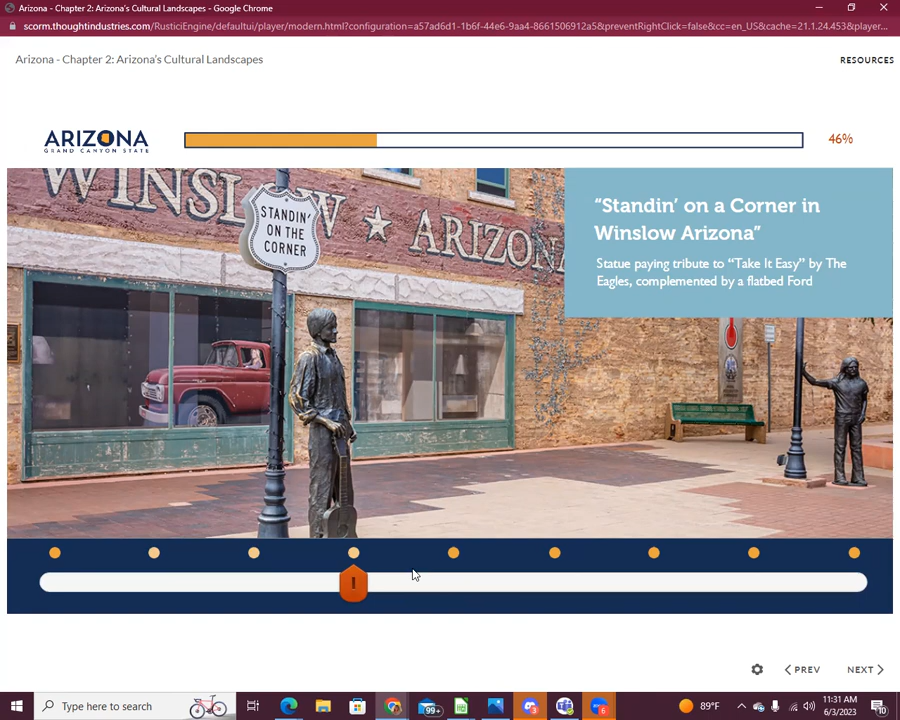 Arizona - Chapter 2: Arizona's Cultural Landscapes - Google Chrome
scorm.thoughtindustries.com/RusticiEngine/defaultui/player/modern.html?configuration=a57ad6d1-1b6f-44e6-9aa4-8661506912a5&preventRightClick=false&cc=en_US&cache=21.1.24.453&player...
Arizona - Chapter 2: Arizona's Cultural Landscapes
RESOURCES
ARIZONA
GRAND CANYON STATE
46%
WINSLOW ★ ARIZON
STANDIN'
ON THE
CORNER
“Standin’ on a Corner in
Winslow Arizona”
Statue paying tribute to “Take It Easy” by The
Eagles, complemented by a flatbed Ford
!
PREV
NEXT
Type here to search
99+
3
6
89°F
11:31 AM
6/3/2023
10